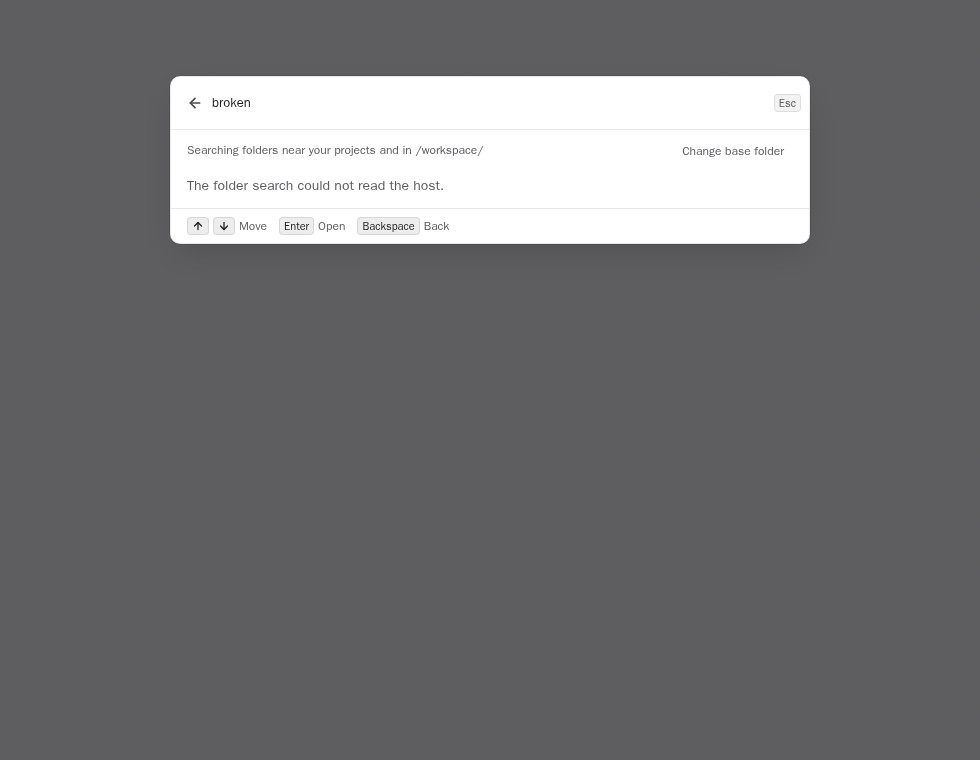 broken
Esc
Searching folders near your projects and in /workspace/
Change base folder
The folder search could not read the host.
↑ ↓ Move Enter Open Backspace Back